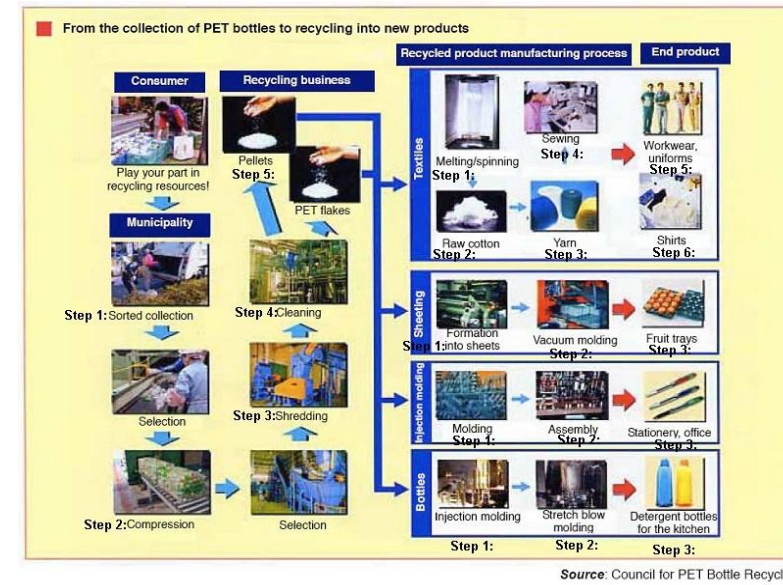 From the collection of PET bottles to recycling into new products
Consumer
Play your part in
recycling resources!
Municipality
Step 1: Sorted collection
Selection
Step 2: Compression
Recycling business
Pellets
Step 5:
PET flakes
Step 4: Cleaning
Step 3: Shredding
Selection
Recycled product manufacturing process
End product
Textiles
Melting/spinning
Step 1:
Sewing
Step 4:
Workwear,
uniforms
Step 5:
Raw cotton
Step 2:
Yarn
Step 3:
Shirts
Step 6:
Sheeting
Formation
Step 1: into sheets
Vacuum molding
Step 2:
Fruit trays
Step 3:
Injection molding
Molding
Step 1:
Assembly
Step 2:
Stationery, office
Step 3:
Bottles
Injection molding
Step 1:
Stretch blow
molding
Step 2:
Detergent bottles
for the kitchen
Step 3:
Source: Council for PET Bottle Recycl